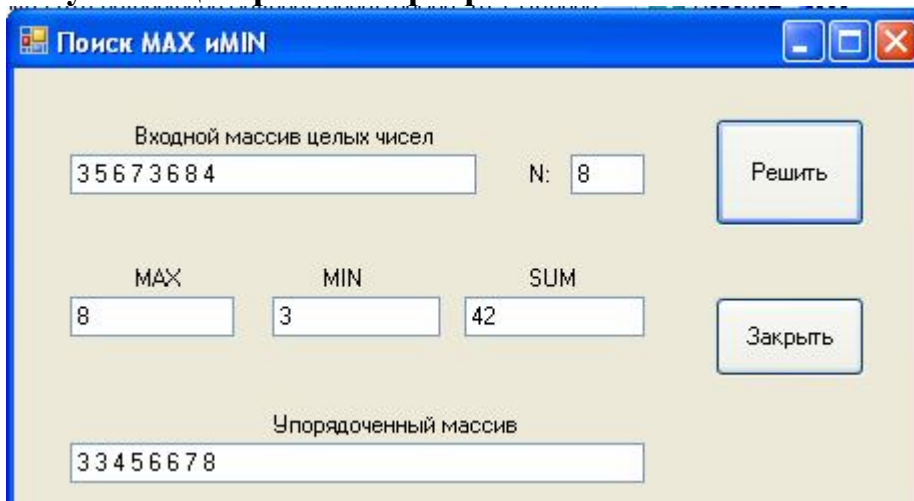 Поиск MAX иMIN
Входной массив целых чисел
3 5 6 7 3 6 8 4
N: 8
Решить
MAX MIN SUM
8 3 42
Закрыть
Упорядоченный массив
3 3 4 5 6 6 7 8